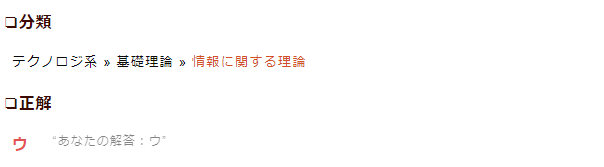 ❏分類
テクノロジ系 » 基礎理論 » 情報に関する理論
❏正解
ウ “あなたの解答：ウ”